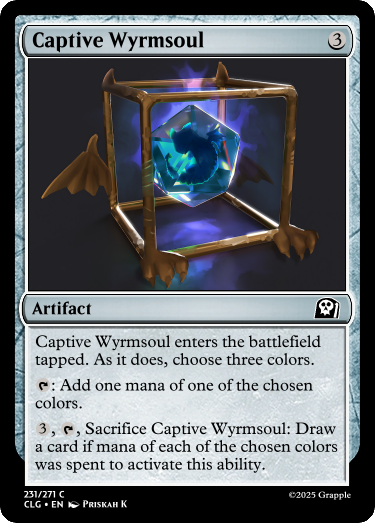 Captive Wyrmsoul 3
Artifact
Captive Wyrmsoul enters the battlefield
tapped. As it does, choose three colors.
: Add one mana of one of the chosen
colors.
3, , Sacrifice Captive Wyrmsoul: Draw
a card if mana of each of the chosen colors
was spent to activate this ability.
231/271 C
CLG • EN Priskah K
©2025 Grapple